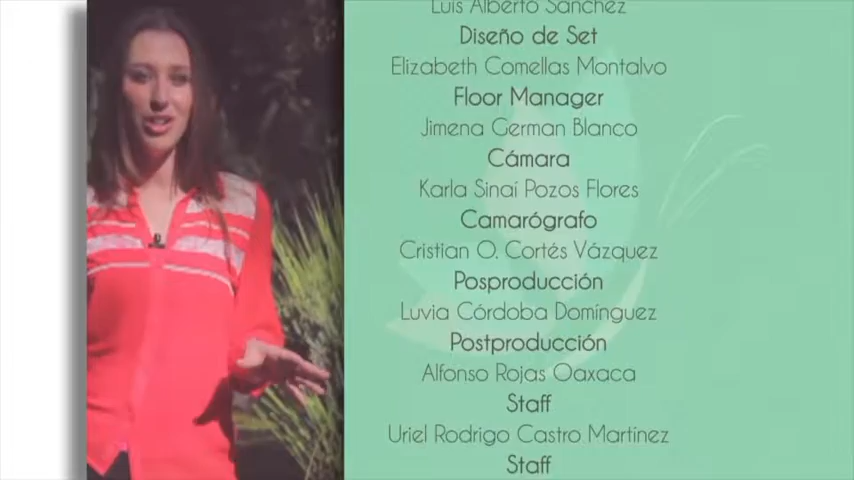 Luis Alberto Sánchez
Diseño de Set
Elizabeth Comellas Montalvo
Floor Manager
Jimena German Blanco
Cámara
Karla Sinaí Pozos Flores
Camarógrafo
Cristian O. Cortés Vázquez
Posproducción
Luvia Córdoba Domínguez
Postproducción
Alfonso Rojas Oaxaca
Staff
Uriel Rodrigo Castro Martínez
Staff